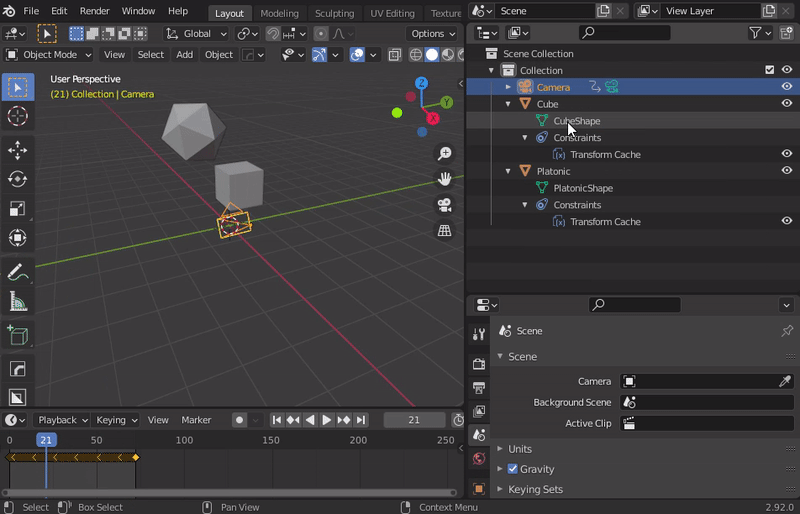 File Edit Render Window Help Layout Modeling Sculpting UV Editing Texture
Scene View Layer
Global Options
Object Mode View Select Add Object
User Perspective
(21) Collection | Camera
Z
Y
X
Scene Collection
Collection
Camera
Cube
CubeShape
Constraints
Transform Cache
Platonic
PlatonicShape
Constraints
Transform Cache
Scene
Scene
Camera
Background Scene
Active Clip
Units
Gravity
Keying Sets
Playback Keying View Marker 21
0 21 50 100 150 200 250
Select Box Select Pan View Context Menu 2.92.0